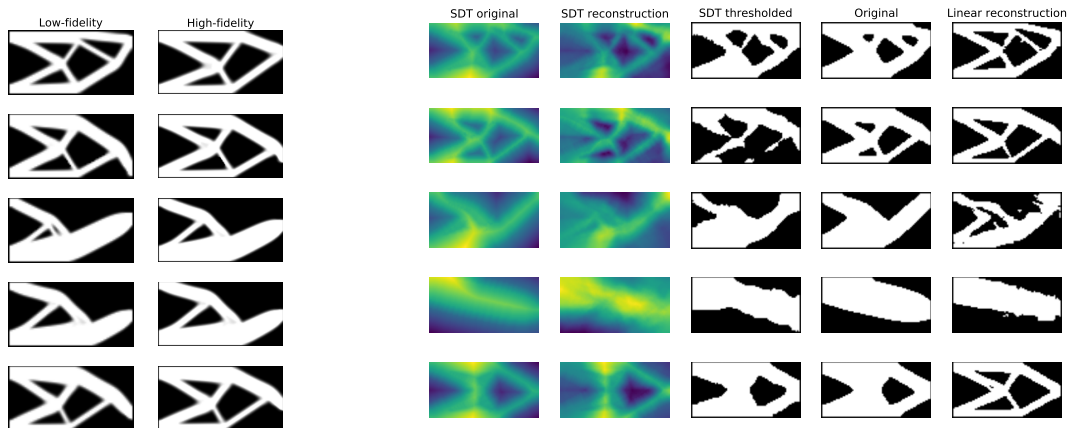 Low-fidelity
High-fidelity
SDT original
SDT reconstruction
SDT thresholded
Original
Linear reconstruction